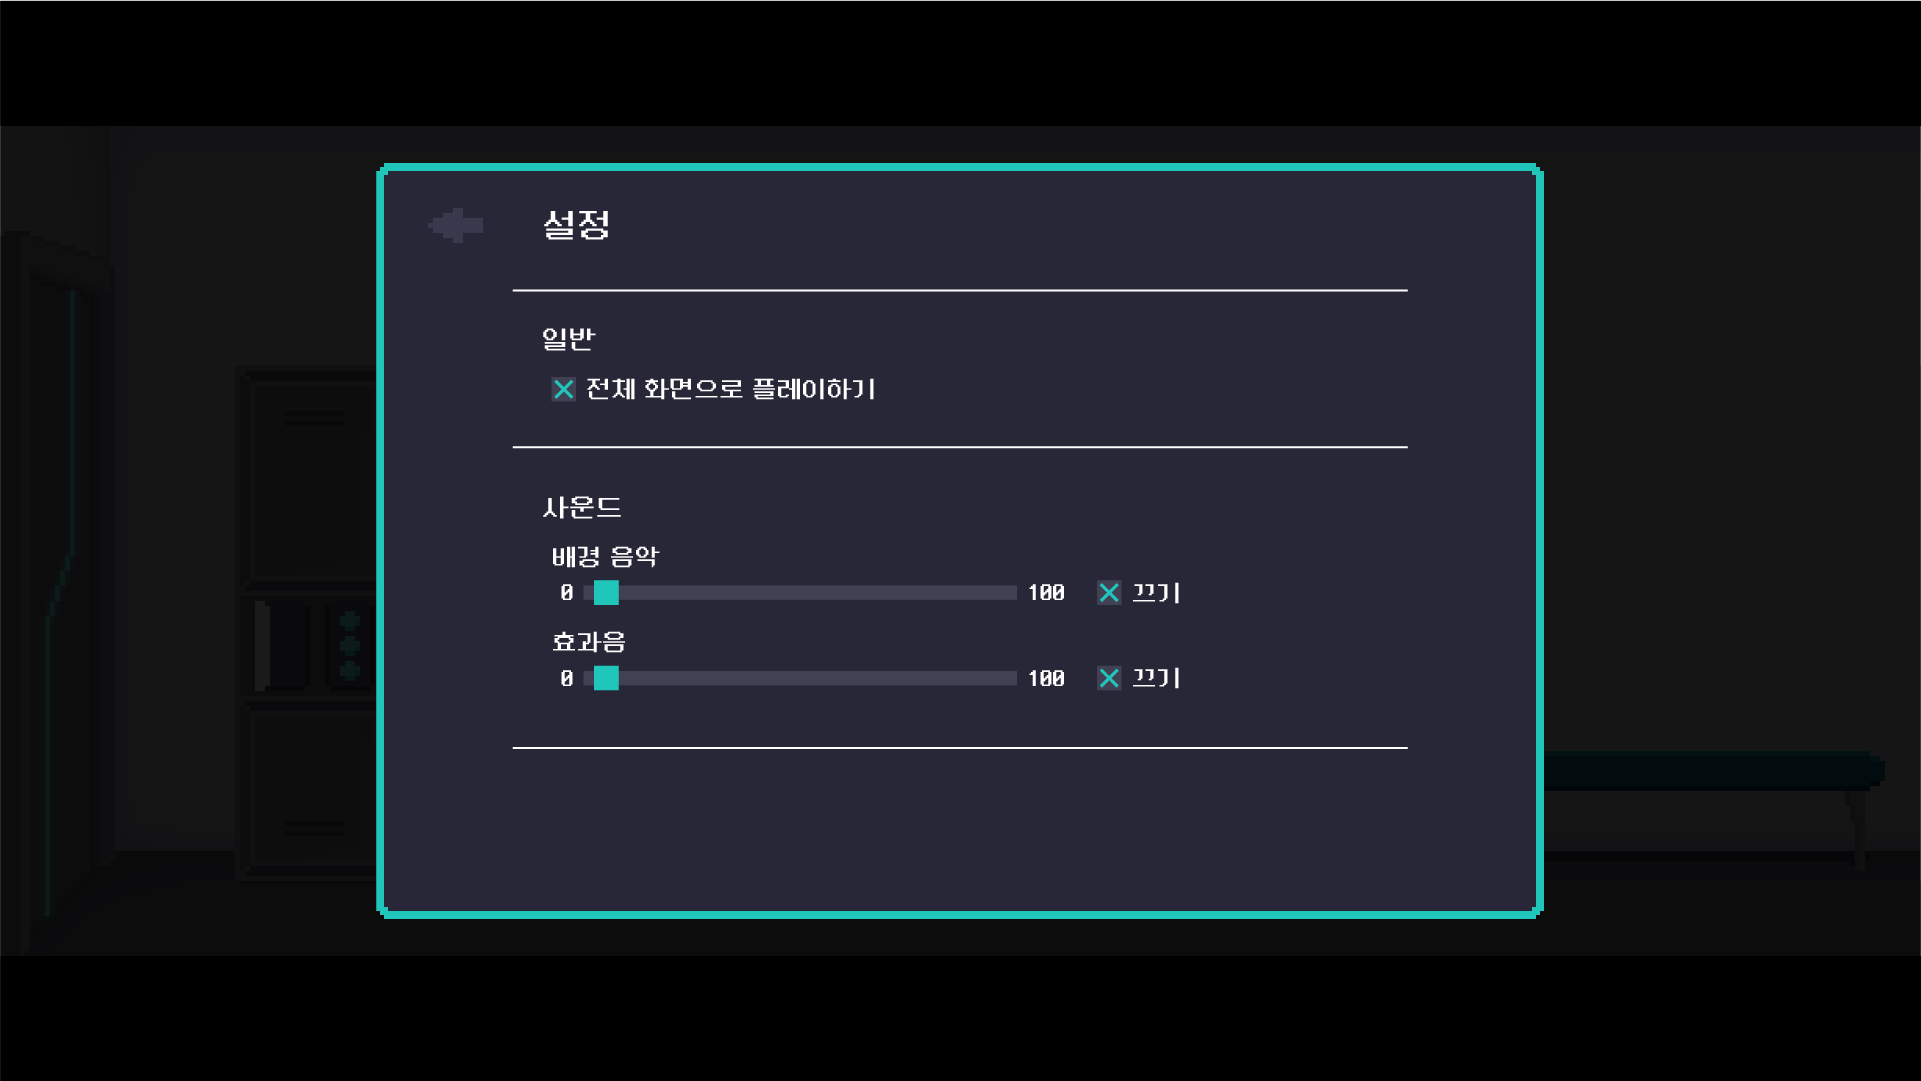 설정
일반
전체 화면으로 플레이하기
사운드
배경 음악
0 100 끄기
효과음
0 100 끄기